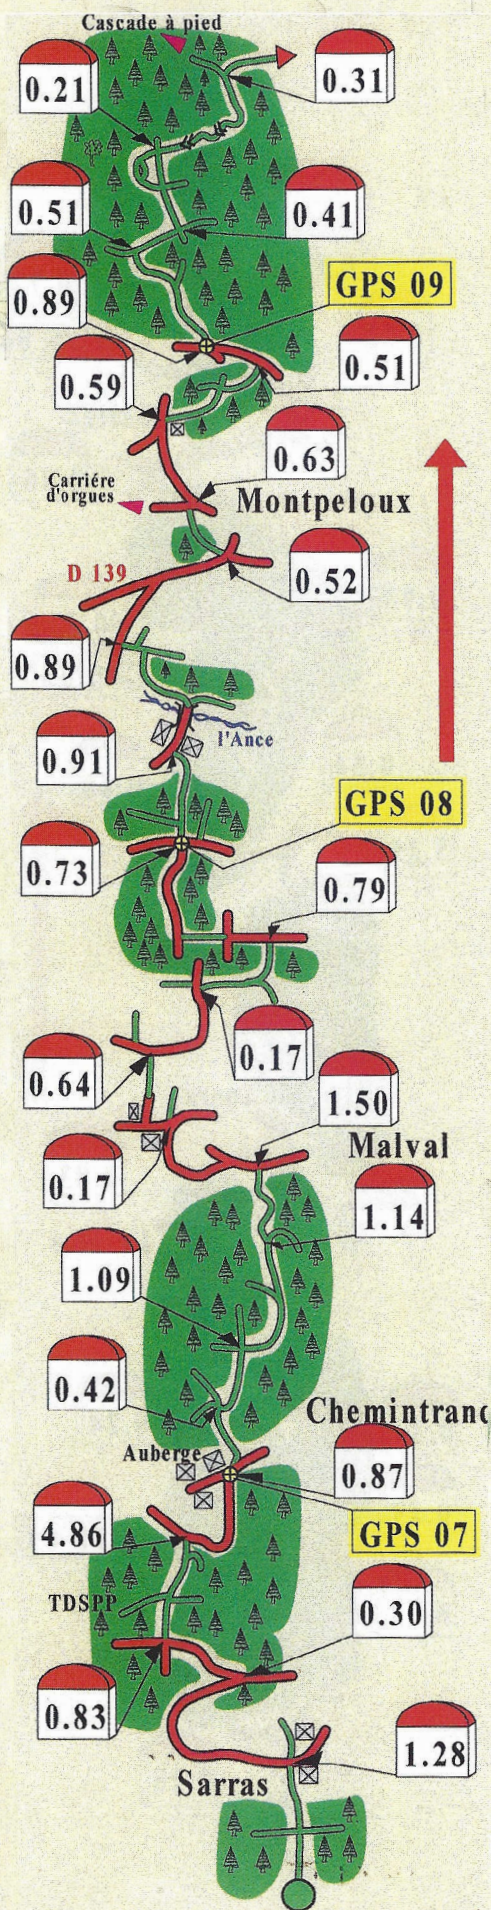 Cascade à pied
0.21
0.31
0.51
0.41
0.89
GPS 09
0.59
0.51
0.63
Carriére
d'orgues
Montpeloux
D 139
0.52
0.89
l'Ance
0.91
GPS 08
0.73
0.79
0.64
0.17
1.50
0.17
Malval
1.14
1.09
0.42
Chemintrand
Auberge
0.87
4.86
GPS 07
TDSPP
0.30
0.83
1.28
Sarras